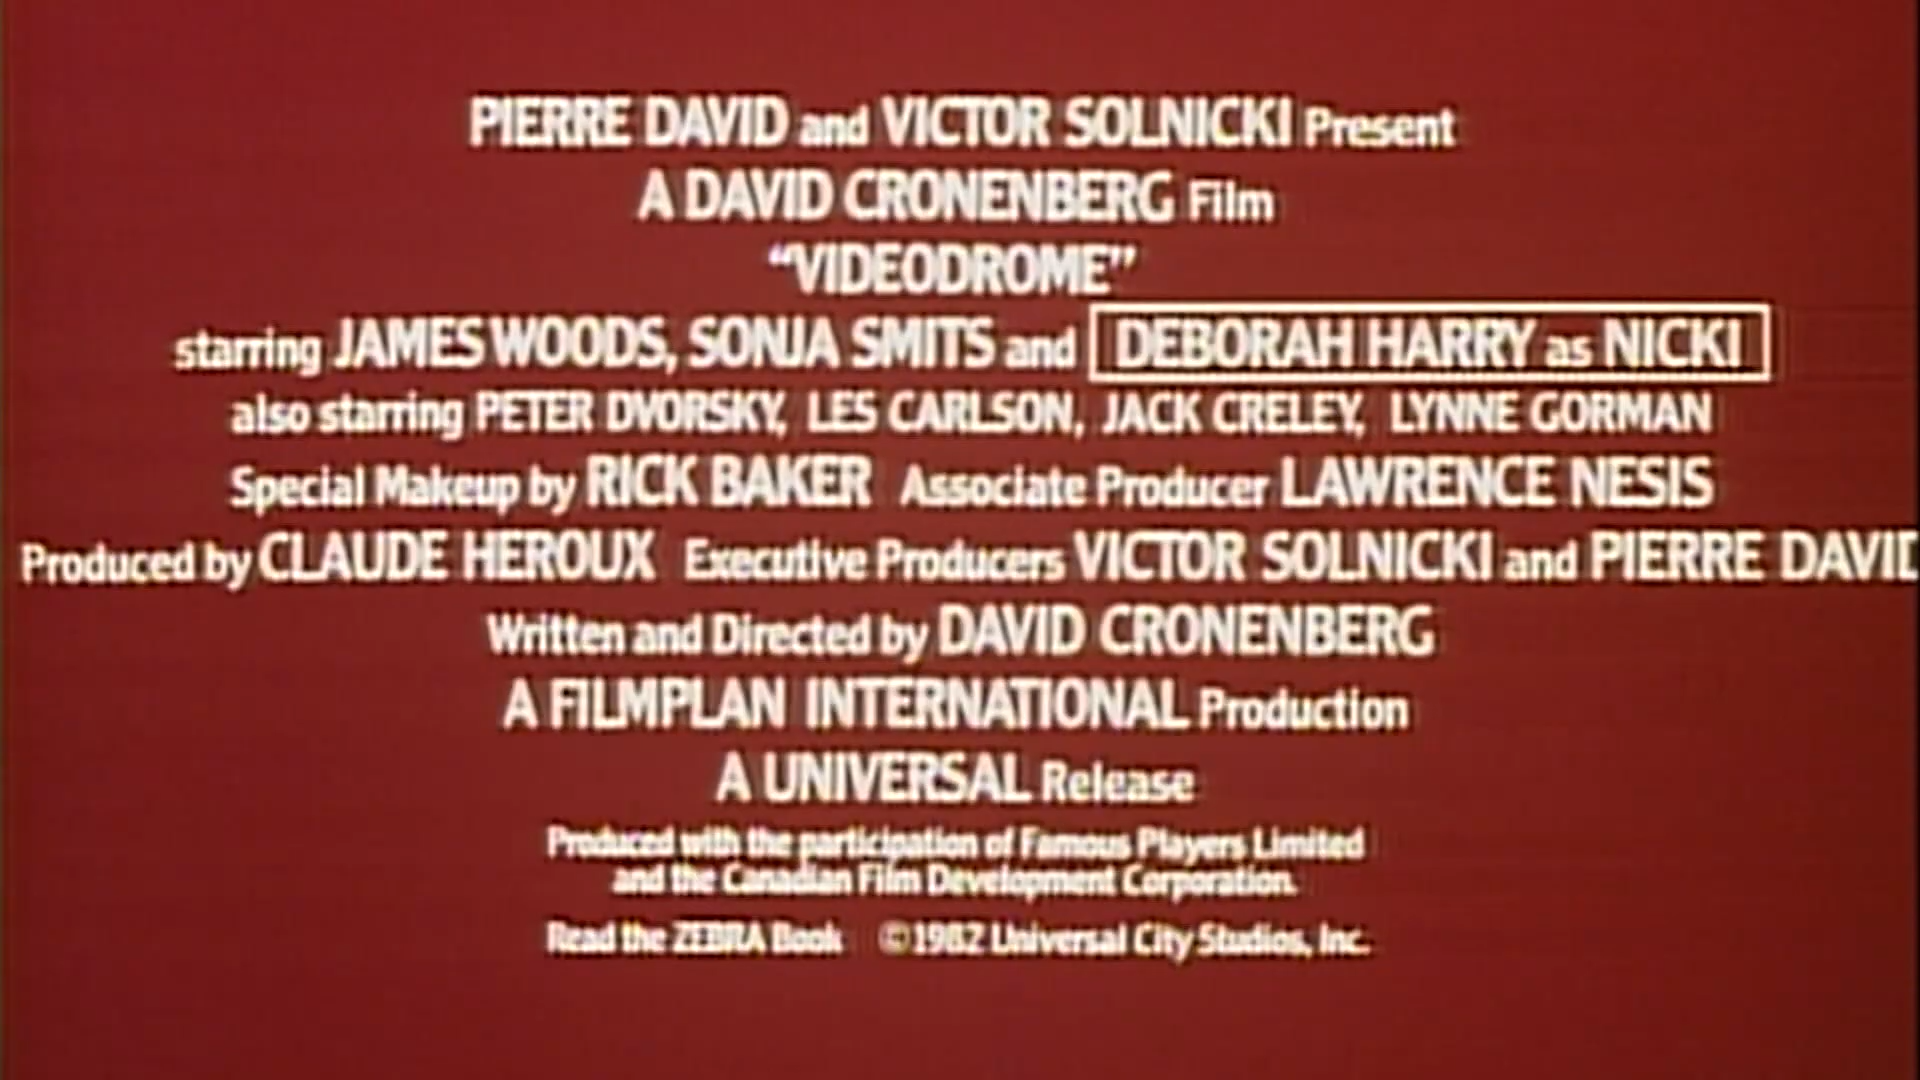 PIERRE DAVID and VICTOR SOLNICKI Present
A DAVID CRONENBERG Film
“VIDEODROME”
starring JAMES WOODS, SONJA SMITS and DEBORAH HARRY as NICKI
also starring PETER DVORSKY, LES CARLSON, JACK CRELEY, LYNNE GORMAN
Special Makeup by RICK BAKER Associate Producer LAWRENCE NESIS
Produced by CLAUDE HEROUX Executive Producers VICTOR SOLNICKI and PIERRE DAVID
Written and Directed by DAVID CRONENBERG
A FILMPLAN INTERNATIONAL Production
A UNIVERSAL Release
Produced with the participation of Famous Players Limited
and the Canadian Film Development Corporation.
Read the ZEBRA Book ©1982 Universal City Studios, Inc.